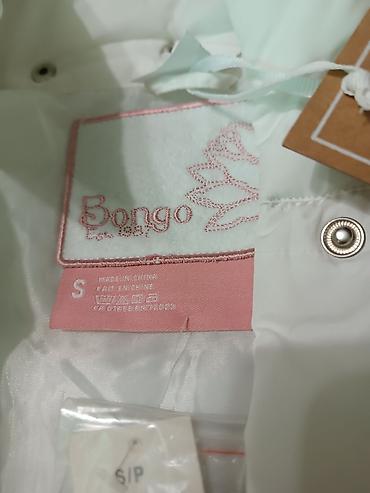 Bongo
S
MADE IN CHINA
FAIT EN CHINE
S/P